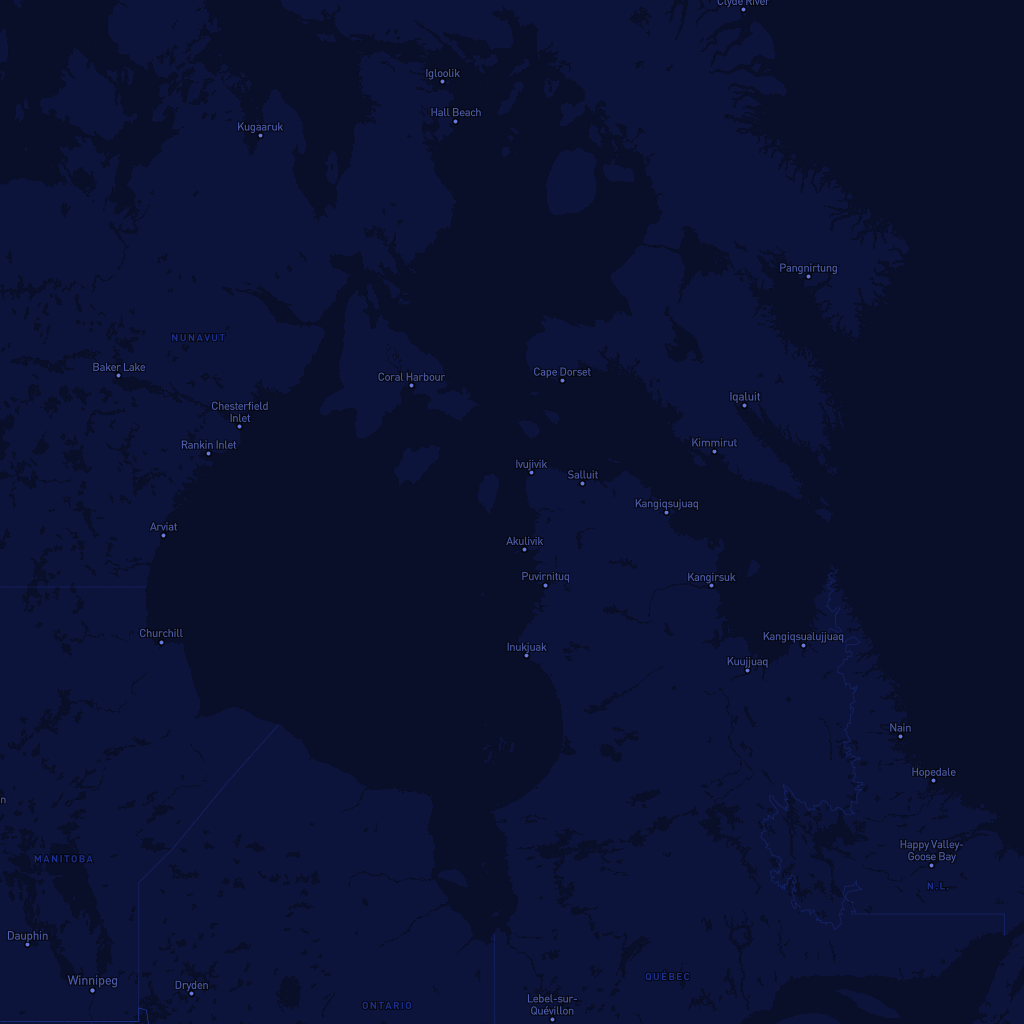 Clyde River
Igloolik
Hall Beach
Kugaaruk
Pangnirtung
NUNAVUT
Baker Lake
Coral Harbour
Cape Dorset
Iqaluit
Chesterfield
Inlet
Rankin Inlet
Kimmirut
Ivujivik
Salluit
Kangiqsujuaq
Arviat
Akulivik
Puvirnituq
Kangirsuk
Churchill
Kangiqsualujjuaq
Inukjuak
Kuujjuaq
Nain
Hopedale
n
Happy Valley-
Goose Bay
MANITOBA
N.L.
Dauphin
Winnipeg
Dryden
QUÉBEC
ONTARIO
Lebel-sur-
Quévillon